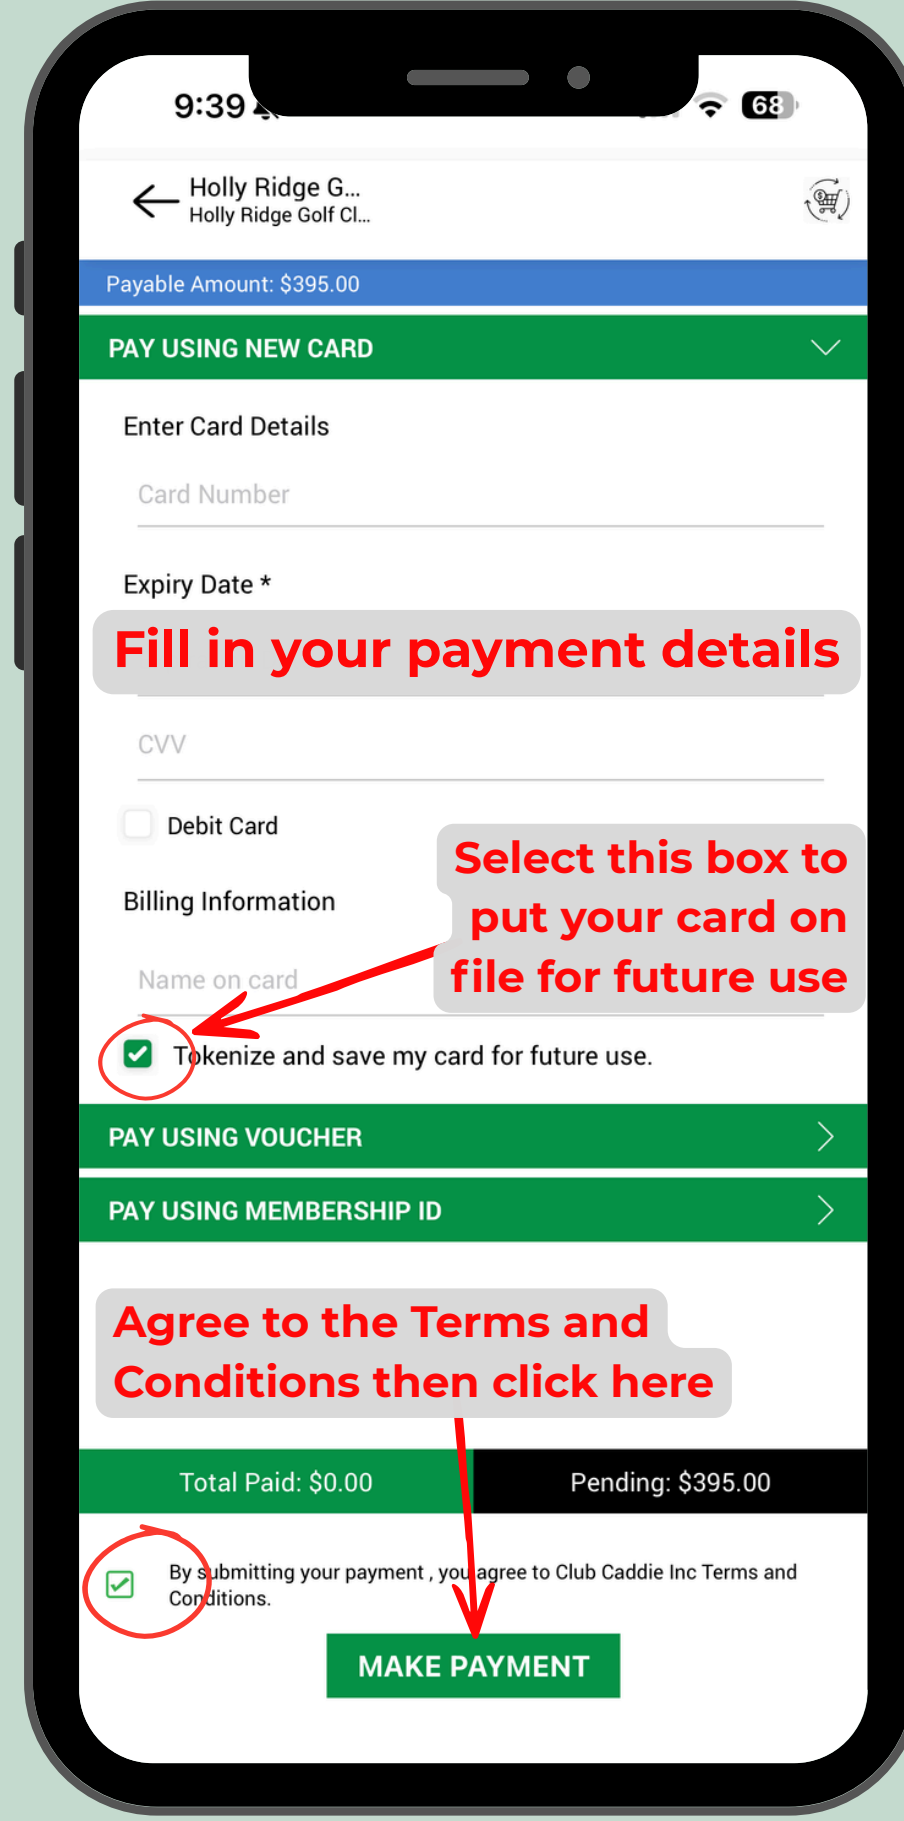 9:39
68
Holly Ridge G...
Holly Ridge Golf Cl...
Payable Amount: $395.00
PAY USING NEW CARD
Enter Card Details
Card Number
Expiry Date *
Fill in your payment details
CVV
Debit Card
Select this box to
put your card on
file for future use
Billing Information
Name on card
Tokenize and save my card for future use.
PAY USING VOUCHER
PAY USING MEMBERSHIP ID
Agree to the Terms and
Conditions then click here
Total Paid: $0.00
Pending: $395.00
By submitting your payment , you agree to Club Caddie Inc Terms and
Conditions.
MAKE PAYMENT